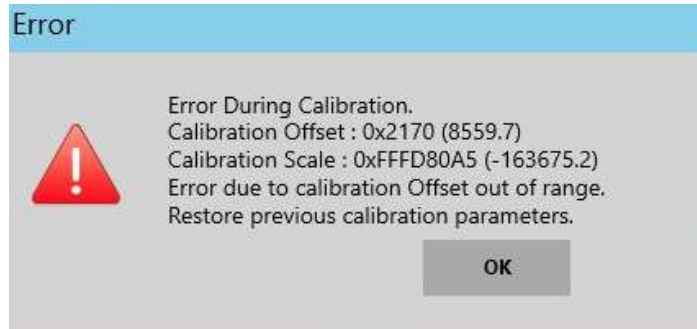 Error
Error During Calibration.
Calibration Offset : 0x2170 (8559.7)
Calibration Scale : 0xFFFD80A5 (-163675.2)
Error due to calibration Offset out of range.
Restore previous calibration parameters.
OK